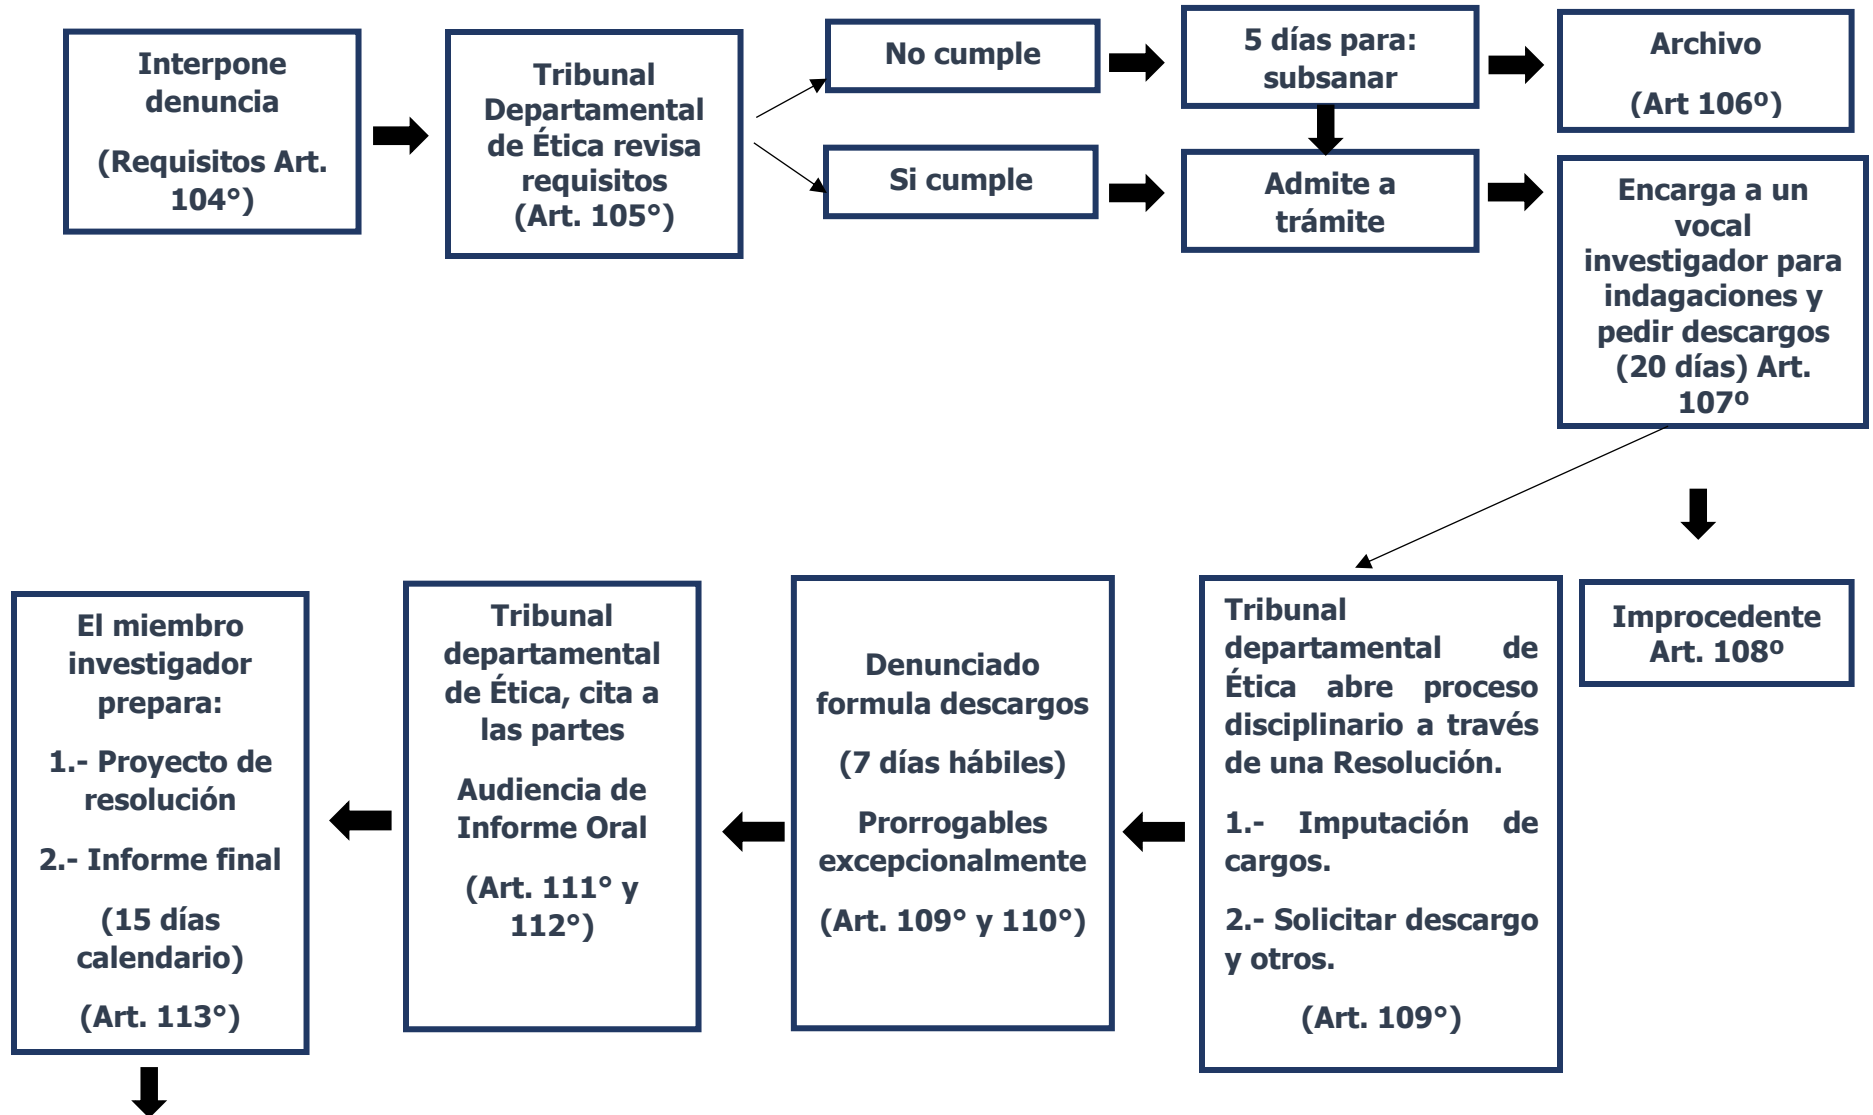 Interpone
denuncia
(Requisitos Art.
104°)
Tribunal
Departamental
de Ética revisa
requisitos
(Art. 105°)
No cumple
Si cumple
5 días para:
subsanar
Admite a
trámite
Archivo
(Art 106º)
Encarga a un
vocal
investigador para
indagaciones y
pedir descargos
(20 días) Art.
107º
Improcedente
Art. 108º
Tribunal
departamental de
Ética abre proceso
disciplinario a través
de una Resolución.
1.- Imputación de
cargos.
2.- Solicitar descargo
y otros.
(Art. 109°)
Denunciado
formula descargos
(7 días hábiles)
Prorrogables
excepcionalmente
(Art. 109° y 110°)
Tribunal
departamental
de Ética, cita a
las partes
Audiencia de
Informe Oral
(Art. 111° y
112°)
El miembro
investigador
prepara:
1.- Proyecto de
resolución
2.- Informe final
(15 días
calendario)
(Art. 113°)